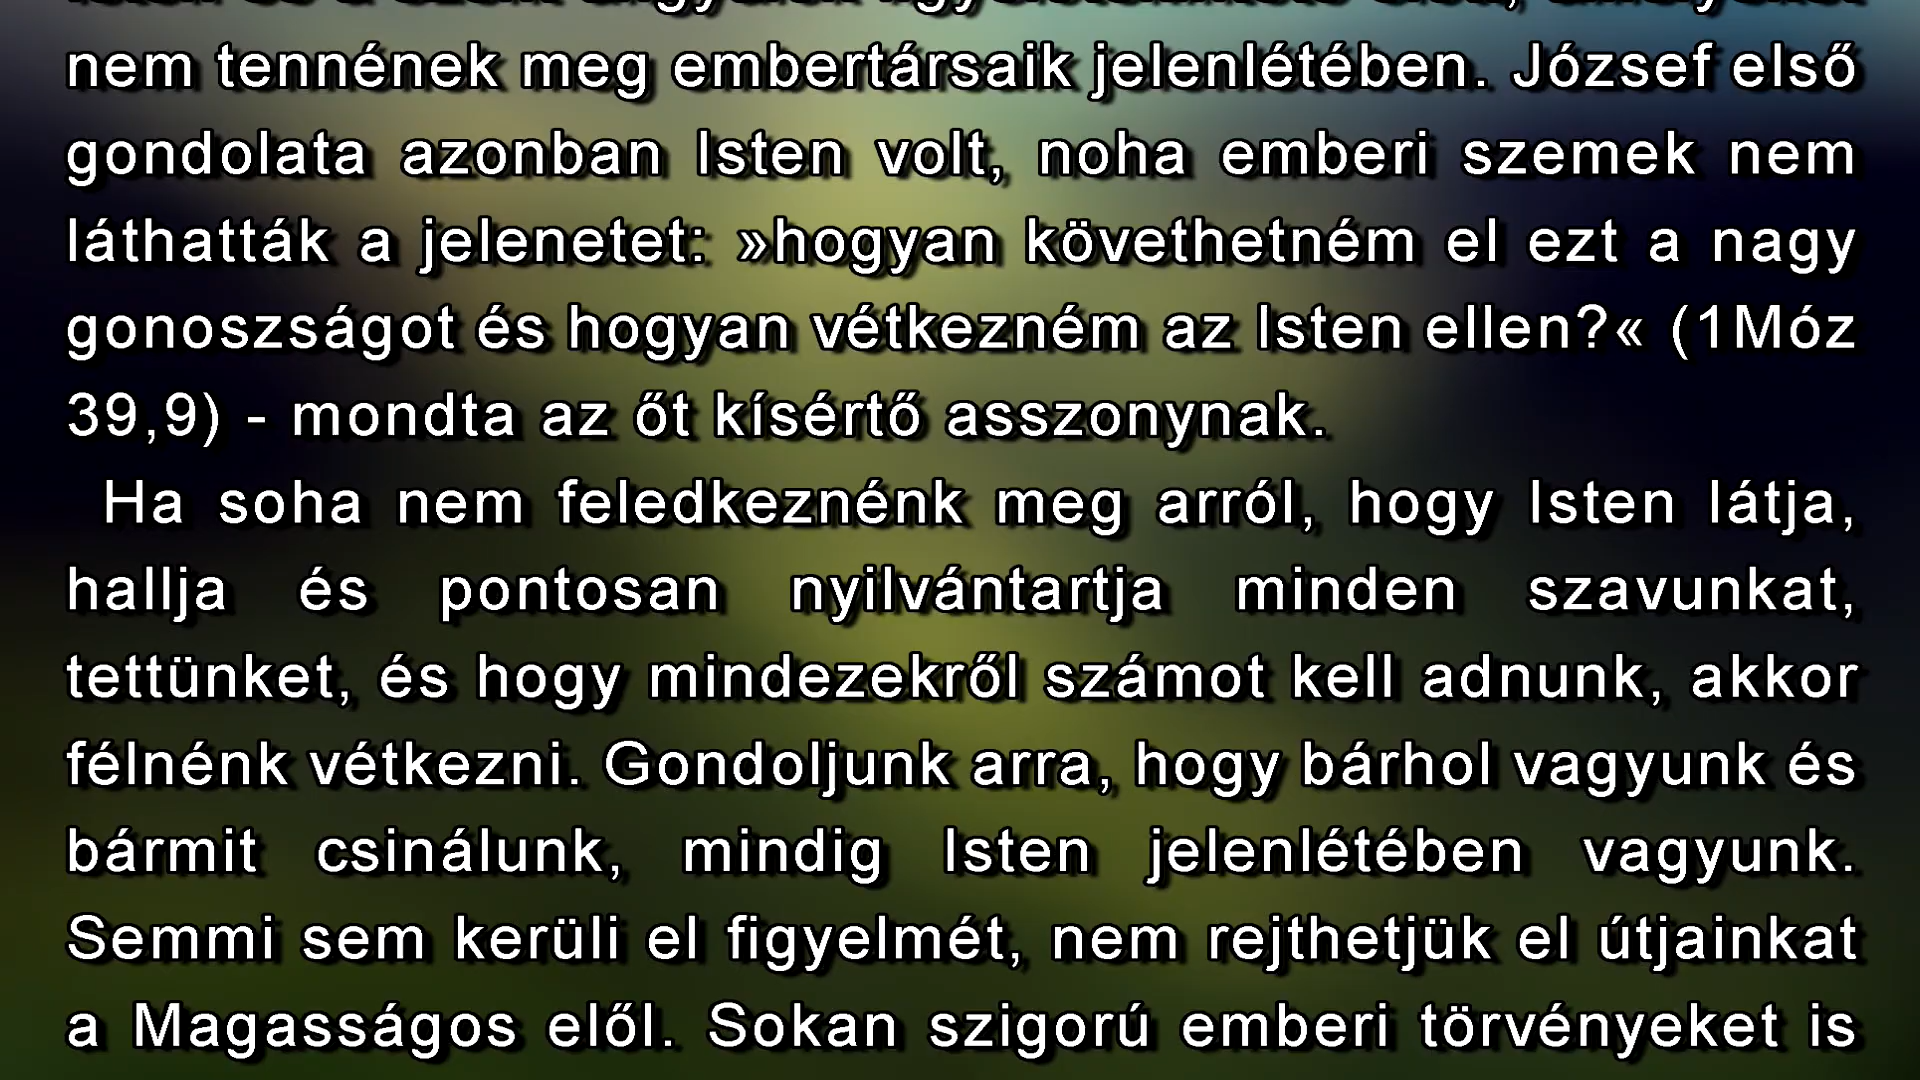 nem tennének meg embertársaik jelenlétében. József első
gondolata azonban Isten volt, noha emberi szemek nem
láthatták a jelenetet: »hogyan követhetném el ezt a nagy
gonoszságot és hogyan vétkezném az Isten ellen?« (1Móz
39,9) - mondta az őt kísértő asszonynak.
Ha soha nem feledkeznénk meg arról, hogy Isten látja,
hallja és pontosan nyilvántartja minden szavunkat,
tettünket, és hogy mindezekről számot kell adnunk, akkor
félnénk vétkezni. Gondoljunk arra, hogy bárhol vagyunk és
bármit csinálunk, mindig Isten jelenlétében vagyunk.
Semmi sem kerüli el figyelmét, nem rejthetjük el útjainkat
a Magasságos elől. Sokan szigorú emberi törvényeket is